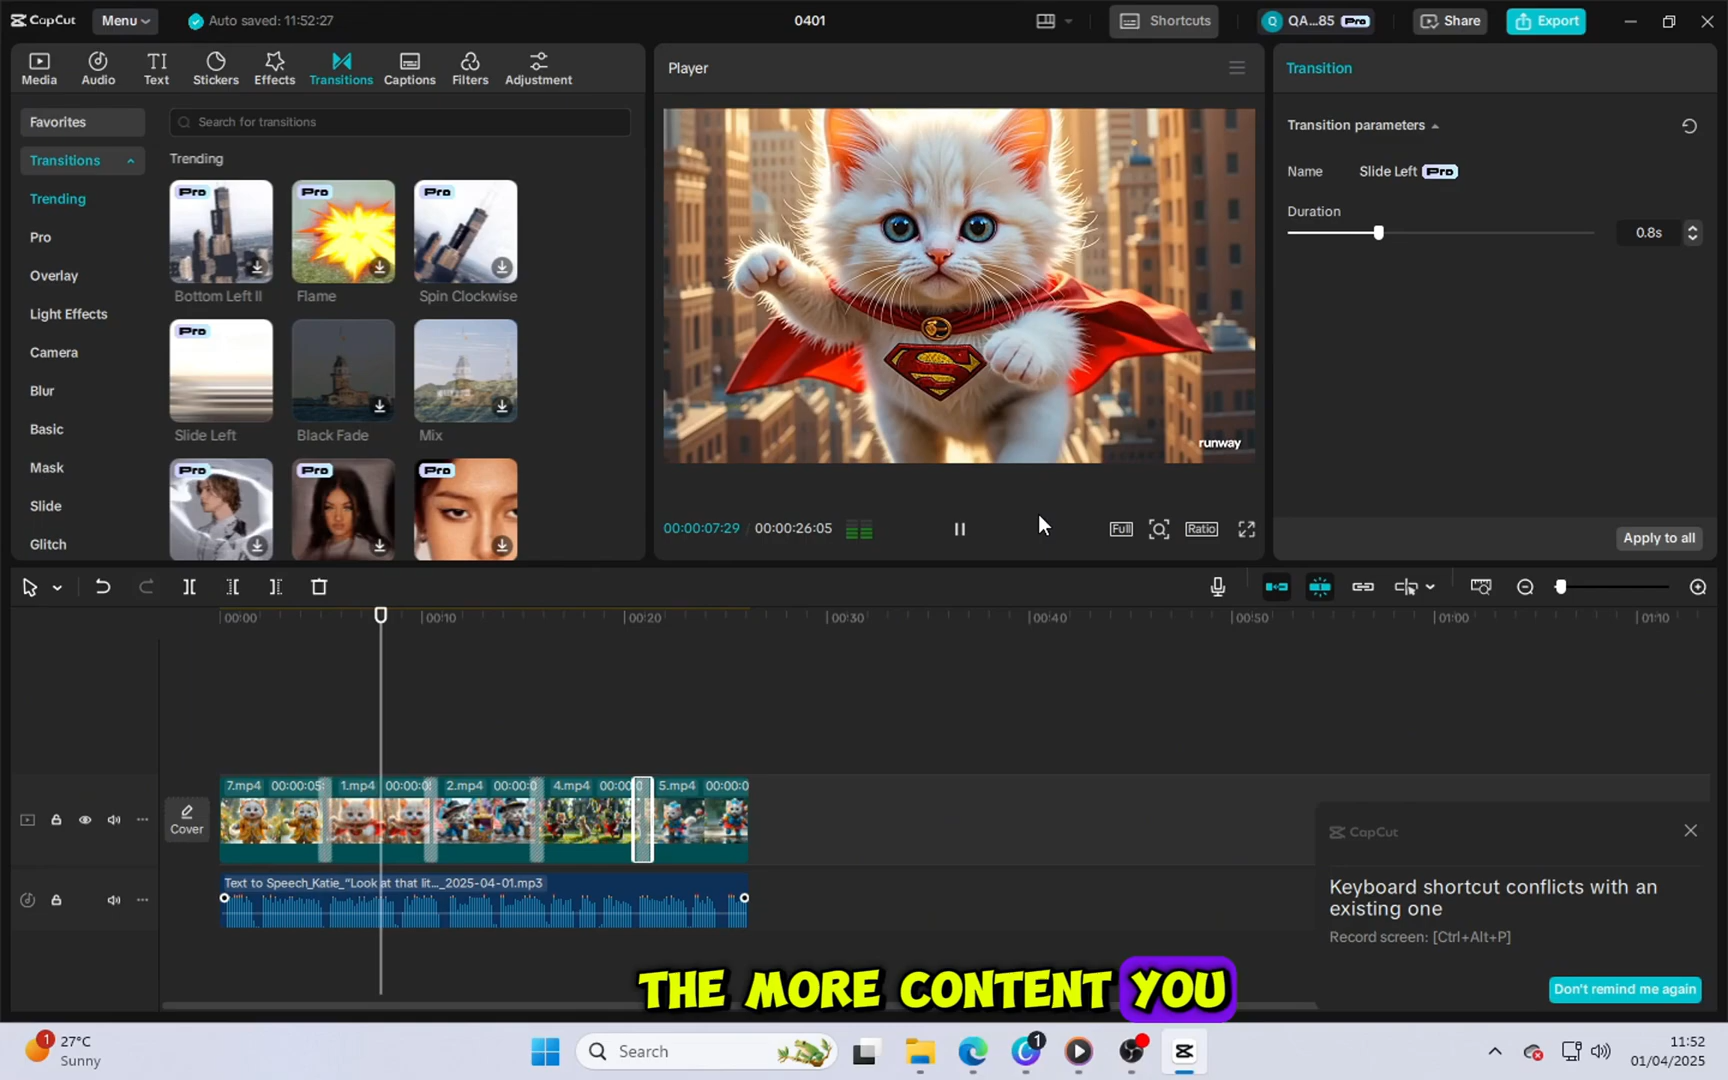 CapCut
Menu
Auto saved: 11:52:27
0401
Shortcuts
Q
QA...85
Pro
Share
Export
Media
Audio
TI
Text
Stickers
Effects
Transitions
Captions
Filters
Adjustment
Favorites
Search for transitions
Transitions
Trending
Trending
Pro
Overlay
Light Effects
Camera
Blur
Basic
Mask
Slide
Glitch
Pro
Pro
Pro
Bottom Left II
Flame
Spin Clockwise
Pro
Slide Left
Black Fade
Mix
Pro
Pro
Pro
Player
S
runway
00:00:07:29 / 00:00:26:05
Full
Ratio
Transition
Transition parameters
Name
Slide Left
Pro
Duration
0.8s
Apply to all
00:00
00:10
00:20
00:30
00:40
00:50
01:00
01:10
Cover
7.mp4 00:00:05:
1.mp4 00:00:0
2.mp4 00:00:0
4.mp4 00:00:0
5.mp4 00:00:0
Text to Speech_Katie_“Look at that lit..._2025-04-01.mp3
CapCut
Keyboard shortcut conflicts with an
existing one
Record screen: [Ctrl+Alt+P]
Don't remind me again
THE MORE CONTENT YOU
1
27°C
Sunny
Search
1
11:52
01/04/2025